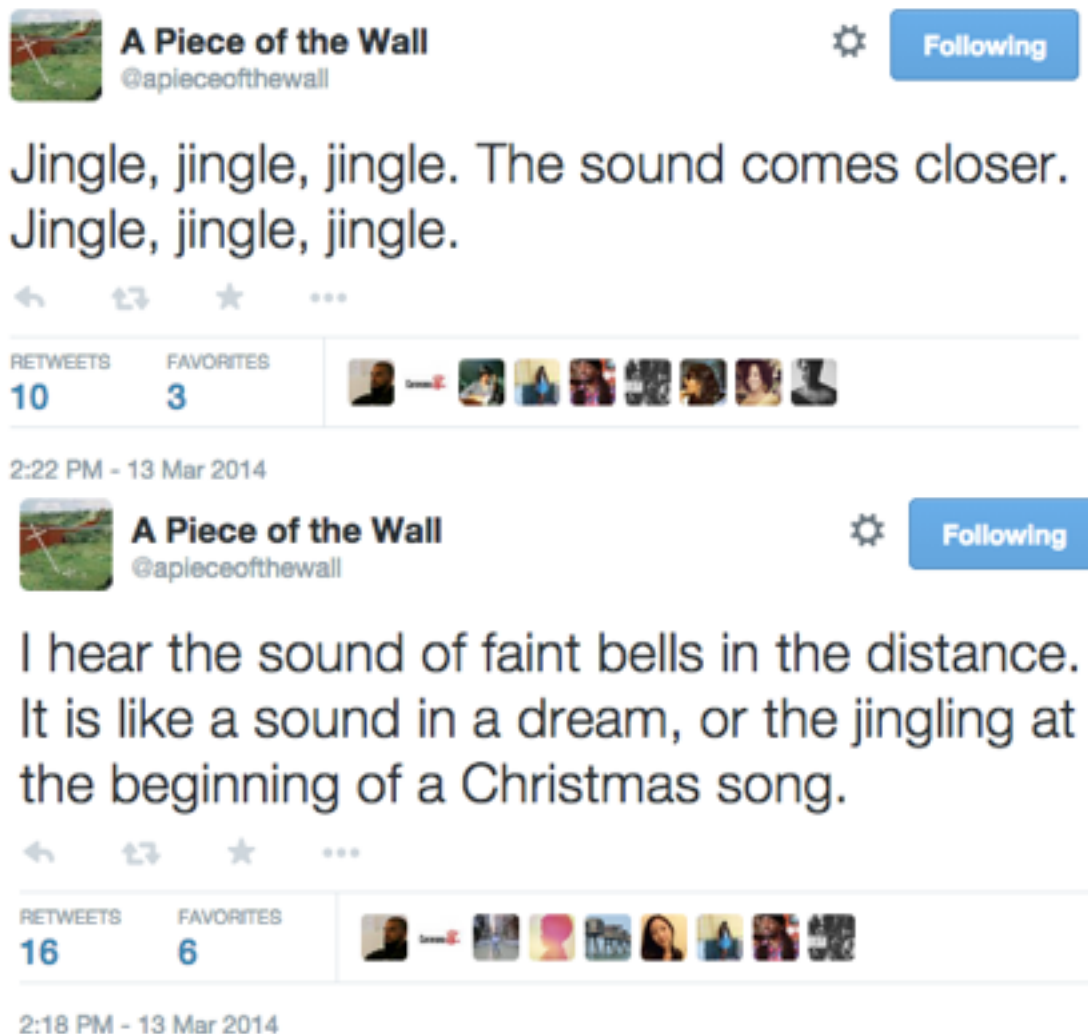 A Piece of the Wall
@apieceofthewall
Following
Jingle, jingle, jingle. The sound comes closer.
Jingle, jingle, jingle.
RETWEETS FAVORITES
10 3
2:22 PM - 13 Mar 2014
A Piece of the Wall
@apieceofthewall
Following
I hear the sound of faint bells in the distance.
It is like a sound in a dream, or the jingling at
the beginning of a Christmas song.
RETWEETS FAVORITES
16 6
2:18 PM - 13 Mar 2014